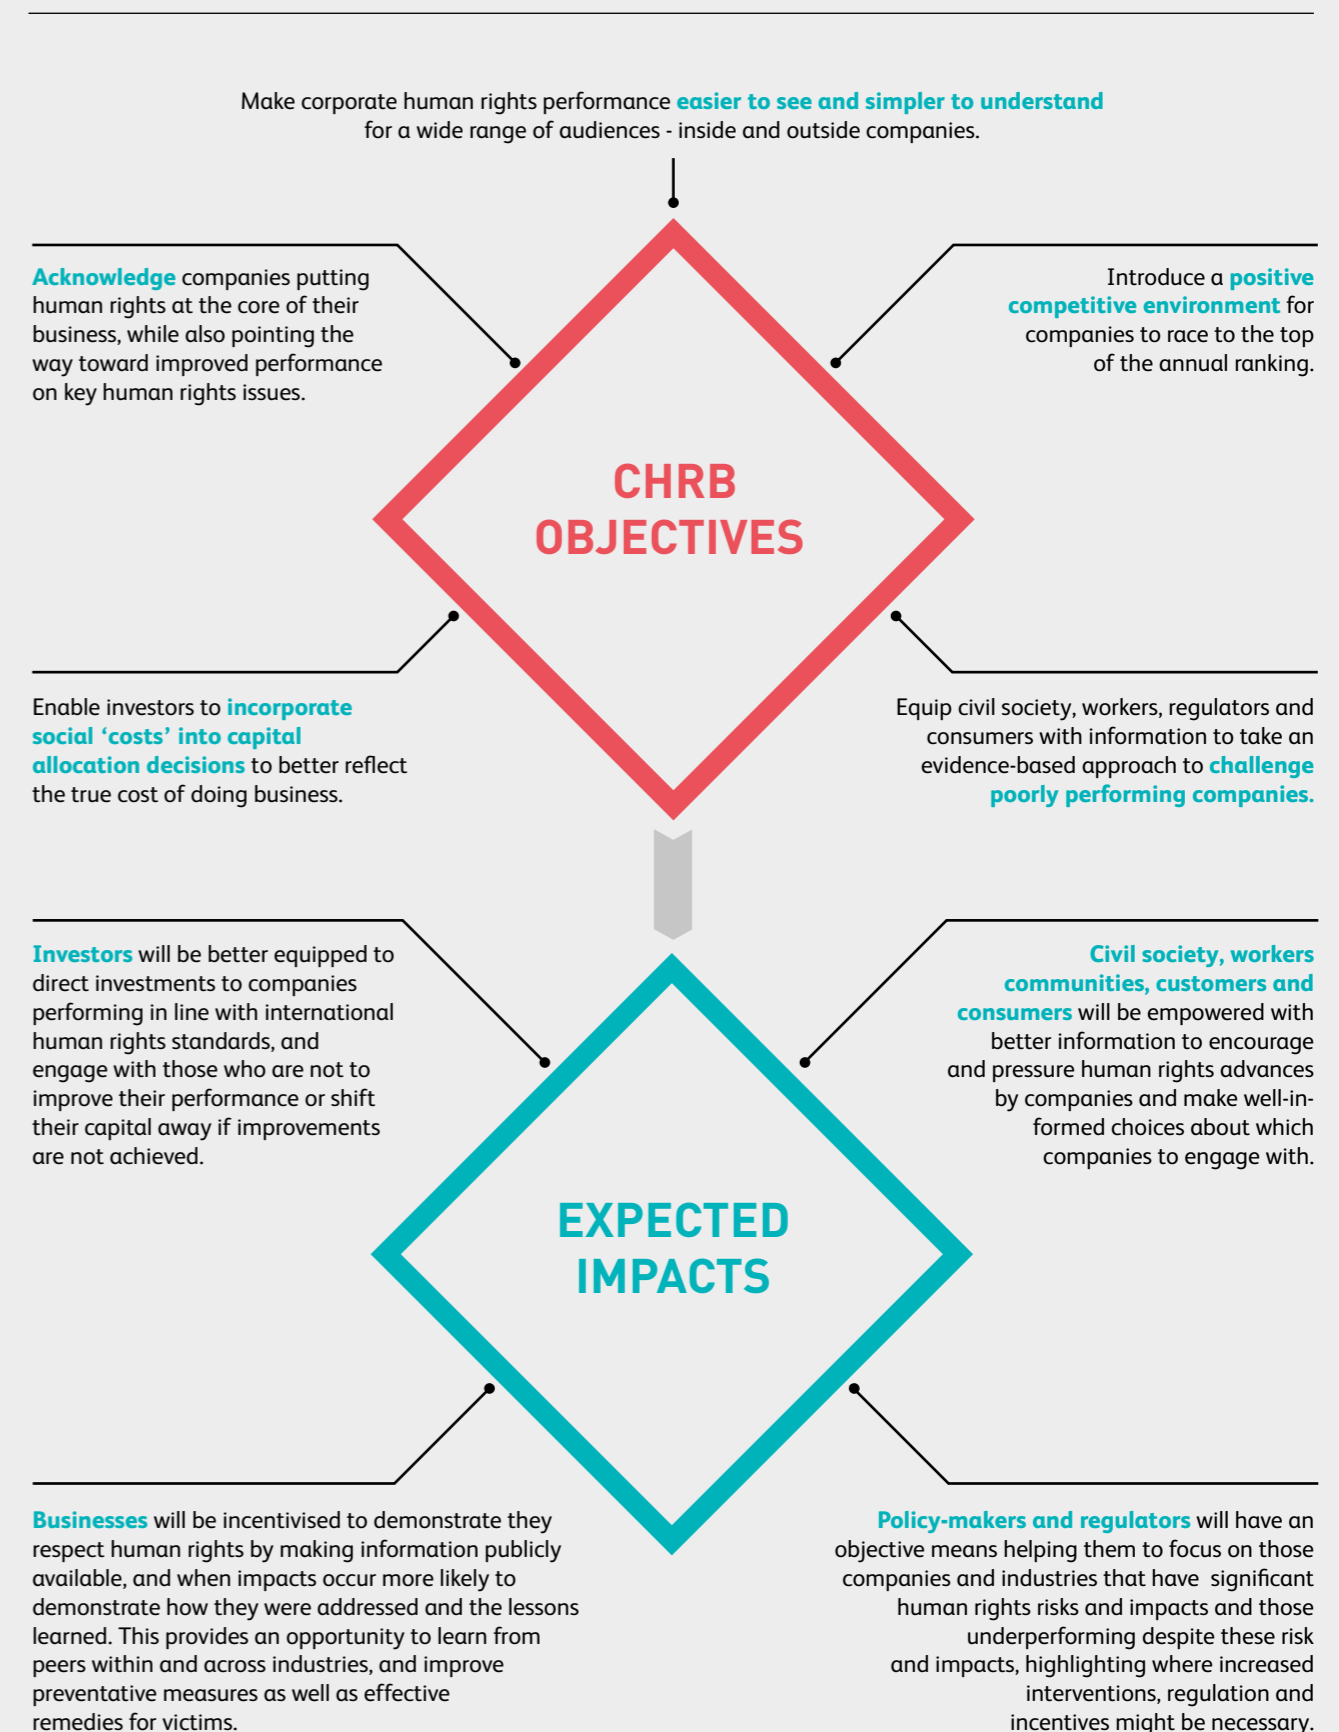 Make corporate human rights performance easier to see and simpler to understand
for a wide range of audiences - inside and outside companies.
Acknowledge companies putting
human rights at the core of their
business, while also pointing the
way toward improved performance
on key human rights issues.
Introduce a positive
competitive environment for
companies to race to the top
of the annual ranking.
CHRB
OBJECTIVES
Enable investors to incorporate
social ‘costs’ into capital
allocation decisions to better reflect
the true cost of doing business.
Equip civil society, workers, regulators and
consumers with information to take an
evidence-based approach to challenge
poorly performing companies.
Investors will be better equipped to
direct investments to companies
performing in line with international
human rights standards, and
engage with those who are not to
improve their performance or shift
their capital away if improvements
are not achieved.
Civil society, workers
communities, customers and
consumers will be empowered with
better information to encourage
and pressure human rights advances
by companies and make well-in-
formed choices about which
companies to engage with.
EXPECTED
IMPACTS
Businesses will be incentivised to demonstrate they
respect human rights by making information publicly
available, and when impacts occur more likely to
demonstrate how they were addressed and the lessons
learned. This provides an opportunity to learn from
peers within and across industries, and improve
preventative measures as well as effective
remedies for victims.
Policy-makers and regulators will have an
objective means helping them to focus on those
companies and industries that have significant
human rights risks and impacts and those
underperforming despite these risk
and impacts, highlighting where increased
interventions, regulation and
incentives might be necessary.